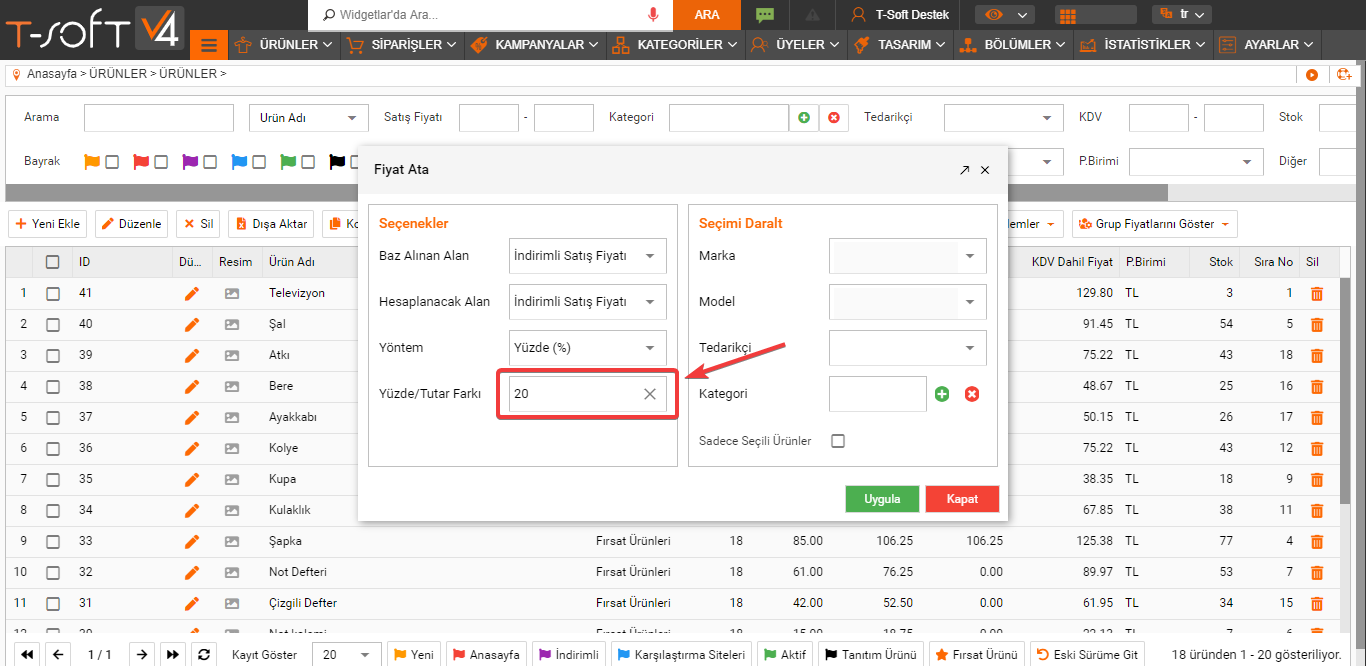 T-SOFT V4
Widgetlar'da Ara...
ARA
T-Soft Destek
tr
ÜRÜNLER
SİPARİŞLER
KAMPANYALAR
KATEGORİLER
ÜYELER
TASARIM
BÖLÜMLER
İSTATİSTİKLER
AYARLAR
Anasayfa > ÜRÜNLER > ÜRÜNLER >
Arama
Ürün Adı
Satış Fiyatı
-
Kategori
Tedarikçi
KDV
-
Stok
Bayrak
P.Birimi
Diğer
Yeni Ekle
Düzenle
Sil
Dışa Aktar
Ko
emler
Grup Fiyatlarını Göster
Fiyat Ata
Seçenekler
Baz Alınan Alan
İndirimli Satış Fiyatı
Hesaplanacak Alan
İndirimli Satış Fiyatı
Yöntem
Yüzde (%)
Yüzde/Tutar Farkı
20
Seçimi Daralt
Marka
Model
Tedarikçi
Kategori
Sadece Seçili Ürünler
Uygula
Kapat
ID Dü... Resim Ürün Adı KDV Dahil Fiyat P.Birimi Stok Sıra No Sil
1 41 Televizyon 129.80 TL 3 1
2 40 Şal 91.45 TL 54 5
3 39 Atkı 75.22 TL 43 18
4 38 Bere 48.67 TL 25 16
5 37 Ayakkabı 50.15 TL 26 17
6 36 Kolye 75.22 TL 43 12
7 35 Kupa 38.35 TL 18 9
8 34 Kulaklık 67.85 TL 38 11
9 33 Şapka Fırsat Ürünleri 18 85.00 106.25 106.25 125.38 TL 77 4
10 32 Not Defteri Fırsat Ürünleri 18 61.00 76.25 0.00 89.97 TL 53 7
11 31 Çizgili Defter Fırsat Ürünleri 18 42.00 52.50 0.00 61.95 TL 34 15
1 / 1
Kayıt Göster
20
Yeni
Anasayfa
İndirimli
Karşılaştırma Siteleri
Aktif
Tanıtım Ürünü
Fırsat Ürünü
Eski Sürüme Git
18 üründen 1 - 20 gösteriliyor.